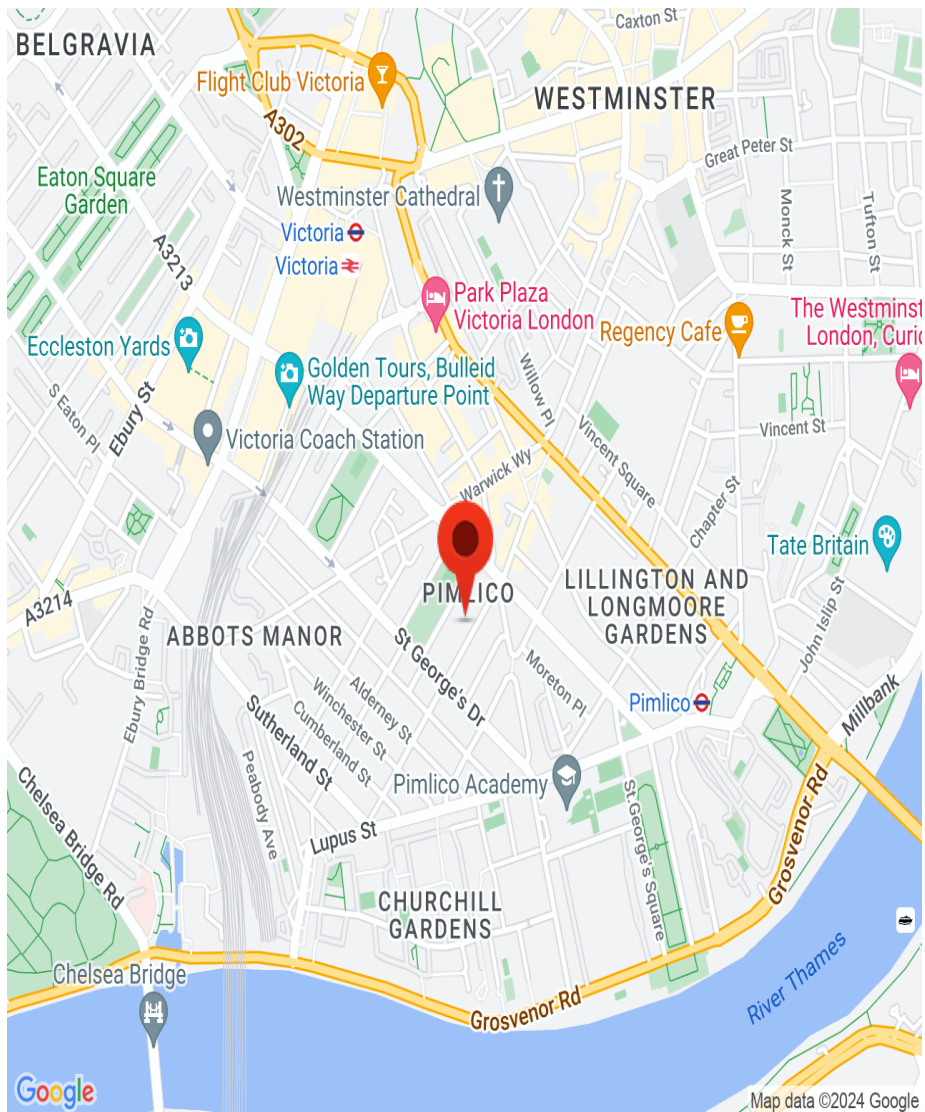 Caxton St
BELGRAVIA
Flight Club Victoria
WESTMINSTER
A302
Great Peter St
Eaton Square
Garden
Westminster Cathedral
Monck St
Tufton St
Victoria
A3213
Victoria
Park Plaza
Victoria London
The Westminst
London, Curio
Regency Cafe
Eccleston Yards
Golden Tours, Bulleid
Way Departure Point
Willow Pl
S Eaton Pl
Ebury St
Victoria Coach Station
Vincent St
Vincent Square
Warwick Wy
Chapter St
Tate Britain
PIMLICO
LILLINGTON AND
LONGMOORE
GARDENS
A3214
ABBOTS MANOR
John Islip St
Ebury Bridge Rd
St George's Dr
Moreton Pl
Alderney St
Winchester St
Cumberland St
Sutherland St
Pimlico
Millbank
Peabody Ave
Pimlico Academy
Chelsea Bridge Rd
Lupus St
St George's Square
Grosvenor Rd
CHURCHILL
GARDENS
Chelsea Bridge
River Thames
Grosvenor Rd
Google
Map data ©2024 Google